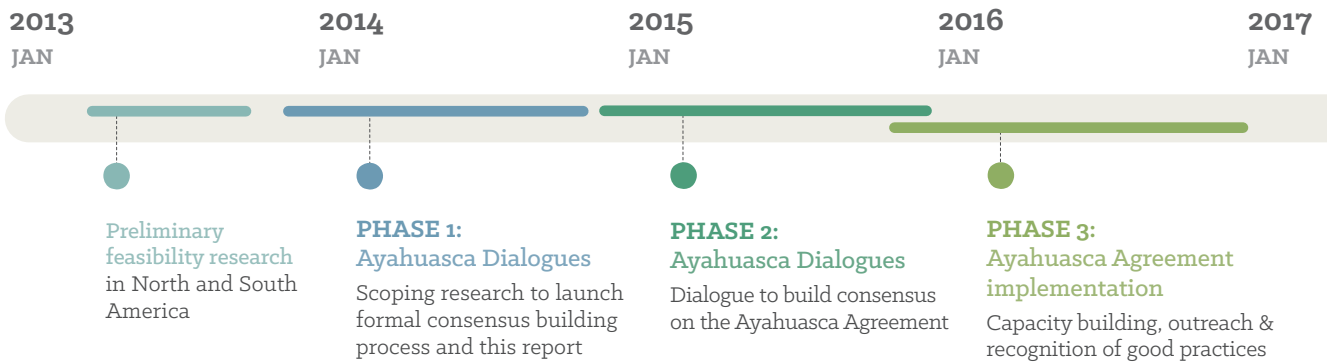 2013
JAN
2014
JAN
2015
JAN
2016
JAN
2017
JAN
Preliminary
feasibility research
in North and South
America
PHASE 1:
Ayahuasca Dialogues
Scoping research to launch
formal consensus building
process and this report
PHASE 2:
Ayahuasca Dialogues
Dialogue to build consensus
on the Ayahuasca Agreement
PHASE 3:
Ayahuasca Agreement
implementation
Capacity building, outreach &
recognition of good practices